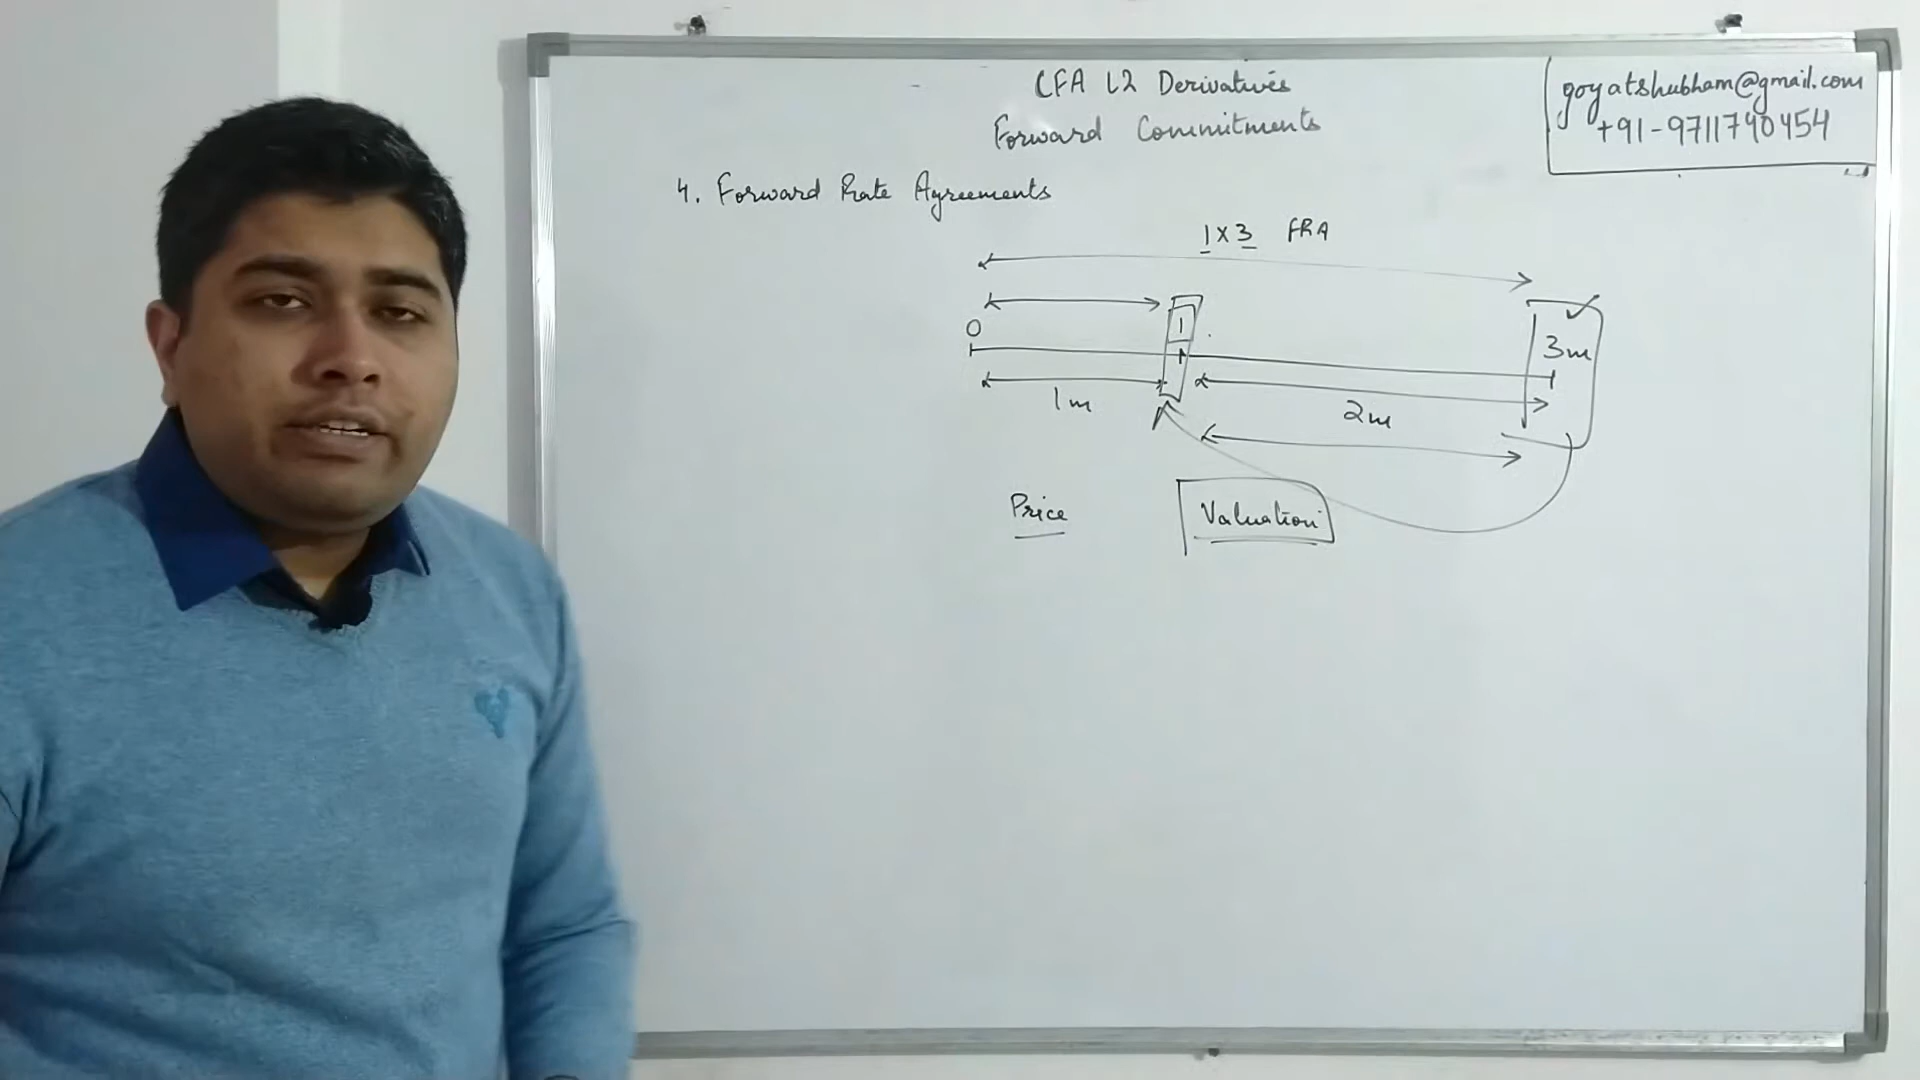 CFA L2 Derivatives
Forward Commitments
goyatshubham@gmail.com
+91-9711740454
4. Forward Rate Agreements
1x3 FRA
0
1
3m
1m
2m
Price
Valuation